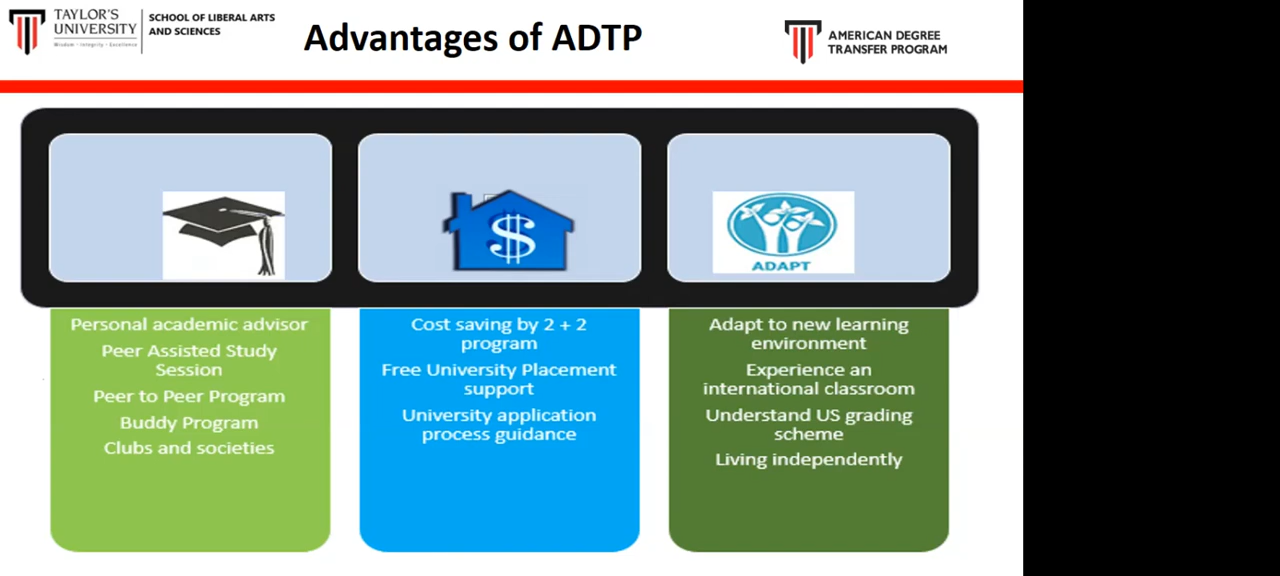 TAYLOR'S
UNIVERSITY
Wisdom • Integrity • Excellence
SCHOOL OF LIBERAL ARTS
AND SCIENCES
Advantages of ADTP
AMERICAN DEGREE
TRANSFER PROGRAM
$
ADAPT
Personal academic advisor
Peer Assisted Study
Session
Peer to Peer Program
Buddy Program
Clubs and societies
Cost saving by 2 + 2
program
Free University Placement
support
University application
process guidance
Adapt to new learning
environment
Experience an
international classroom
Understand US grading
scheme
Living independently